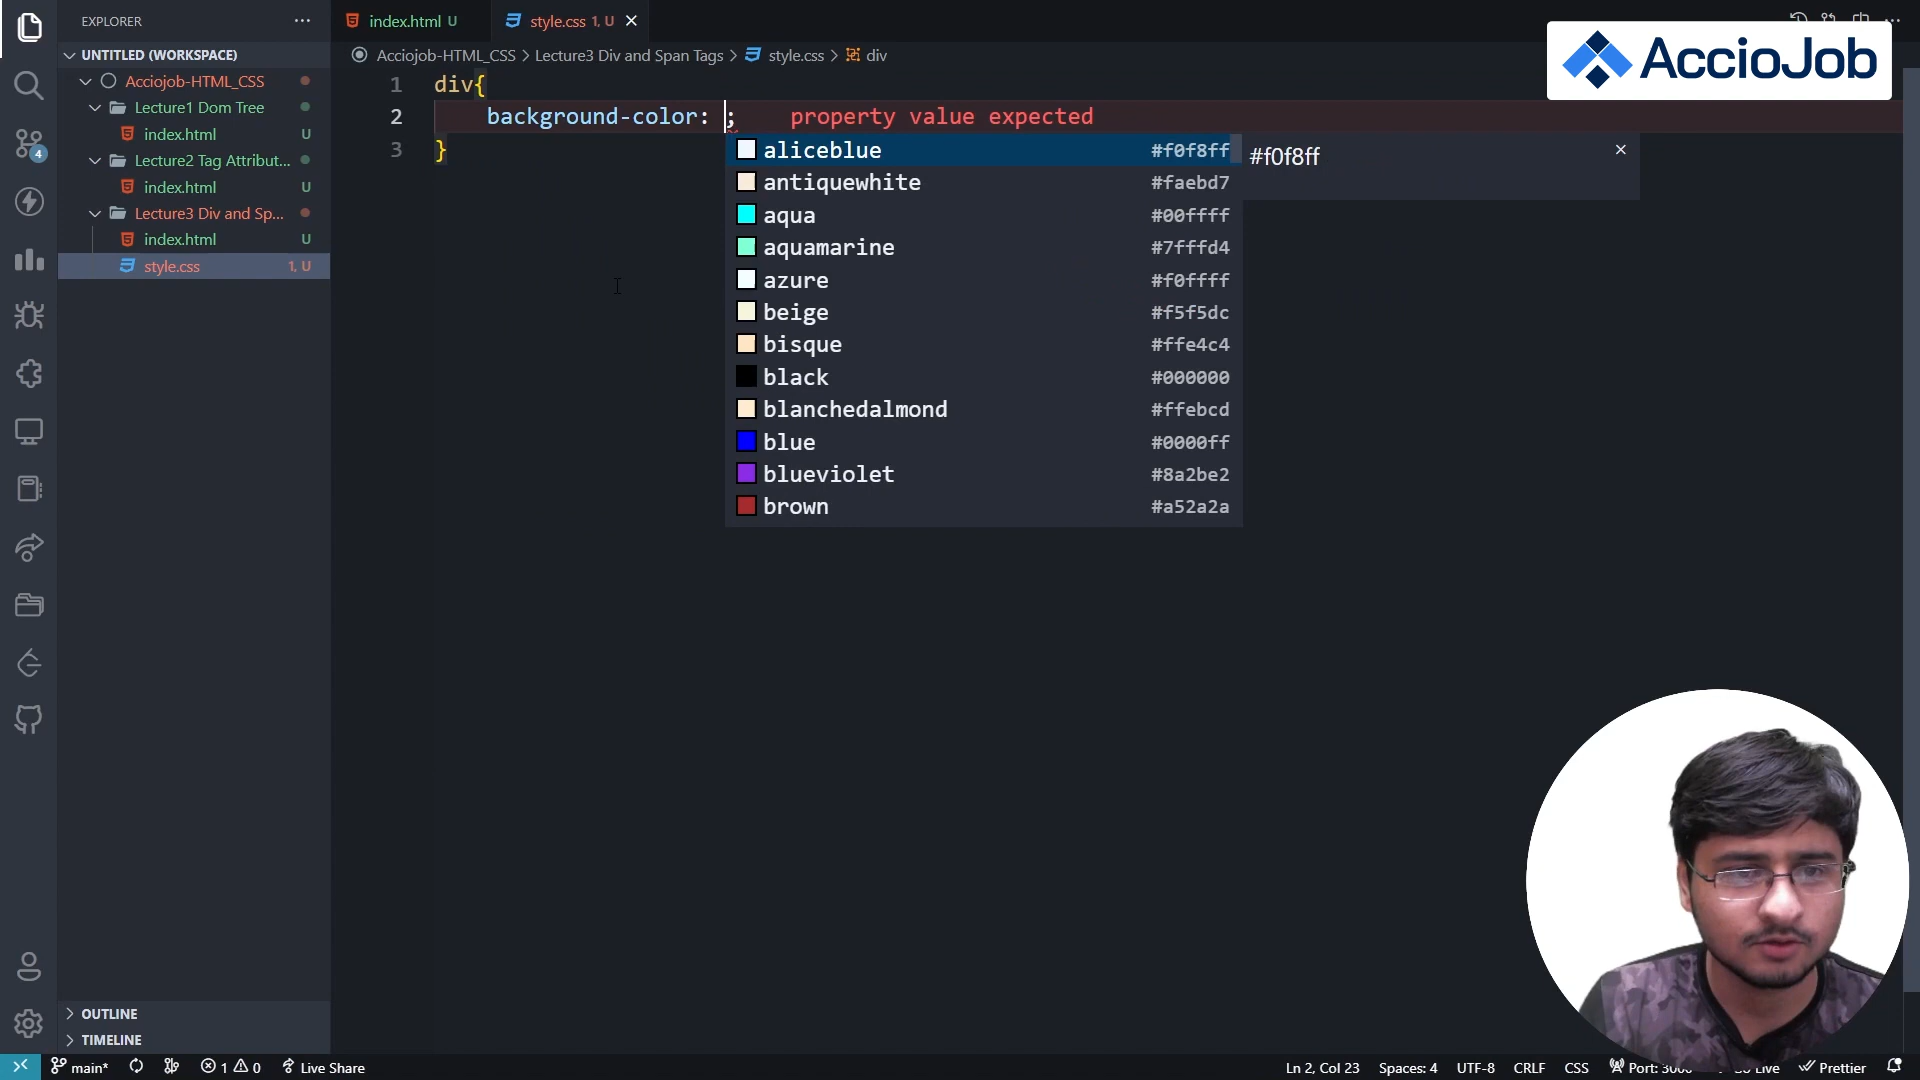 EXPLORER
UNTITLED (WORKSPACE)
Acciojob-HTML_CSS
Lecture1 Dom Tree
index.html U
Lecture2 Tag Attribut...
index.html U
Lecture3 Div and Sp...
index.html U
style.css 1, U
4
OUTLINE
TIMELINE
index.html U
style.css 1, U
Acciojob-HTML_CSS > Lecture3 Div and Span Tags > style.css > div
AccioJob
1 div{
2 background-color: ; property value expected
3 }
aliceblue #f0f8ff
#f0f8ff
antiquewhite #faebd7
aqua #00ffff
aquamarine #7fffd4
azure #f0ffff
beige #f5f5dc
bisque #ffe4c4
black #000000
blanchedalmond #ffebcd
blue #0000ff
blueviolet #8a2be2
brown #a52a2a
main* 1 0 Live Share
Ln 2, Col 23 Spaces: 4 UTF-8 CRLF CSS Port: Live Prettier